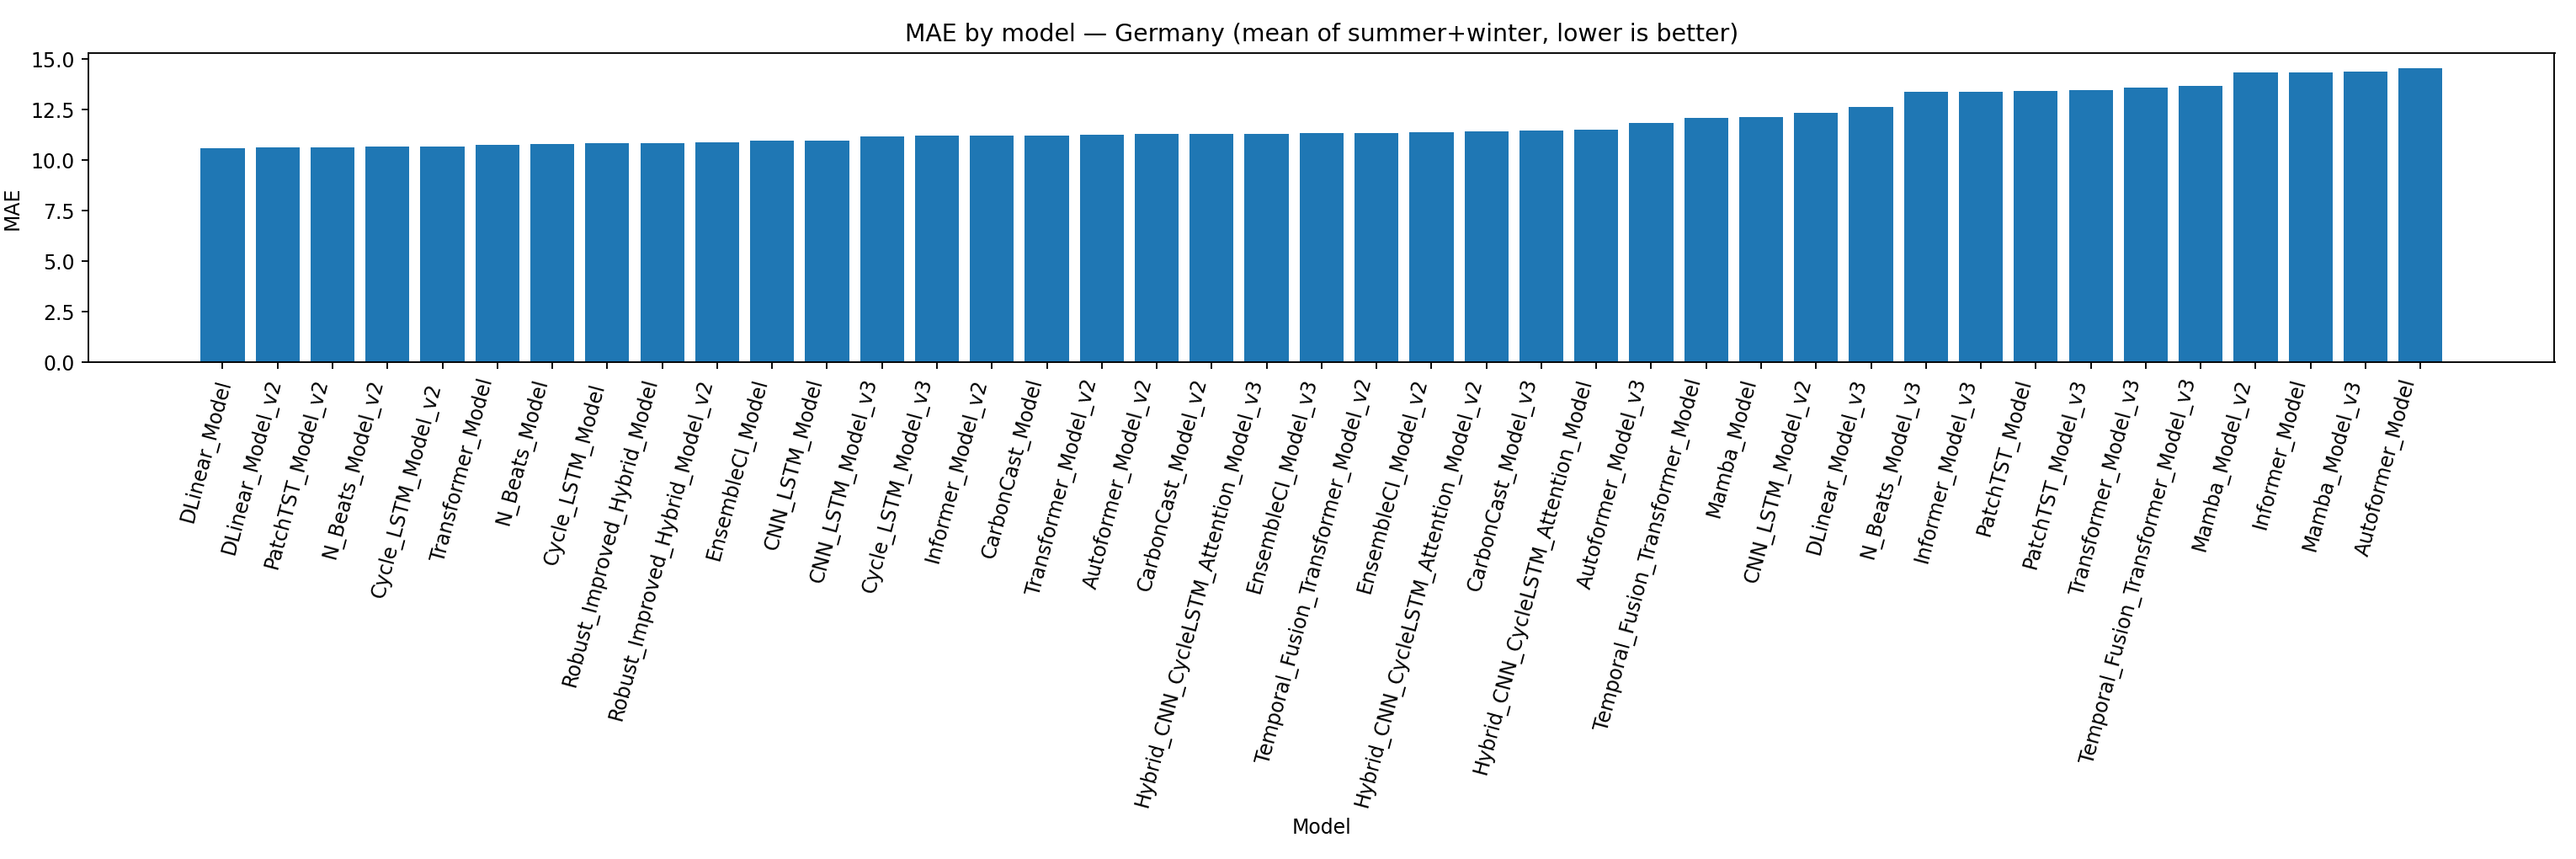 MAE by model — Germany (mean of summer+winter, lower is better)
MAE
15.0
12.5
10.0
7.5
5.0
2.5
0.0
DLinear_Model
DLinear_Model_v2
PatchTST_Model_v2
N_Beats_Model_v2
Cycle_LSTM_Model_v2
Transformer_Model
N_Beats_Model
Cycle_LSTM_Model
Robust_Improved_Hybrid_Model
Robust_Improved_Hybrid_Model_v2
EnsembleCI_Model
CNN_LSTM_Model
CNN_LSTM_Model_v3
Cycle_LSTM_Model_v3
Informer_Model_v2
CarbonCast_Model
Transformer_Model_v2
Autoformer_Model_v2
CarbonCast_Model_v2
Hybrid_CNN_CycleLSTM_Attention_Model_v3
EnsembleCI_Model_v3
Temporal_Fusion_Transformer_Model_v2
EnsembleCI_Model_v2
Hybrid_CNN_CycleLSTM_Attention_Model_v2
CarbonCast_Model_v3
Hybrid_CNN_CycleLSTM_Attention_Model
Autoformer_Model_v3
Temporal_Fusion_Transformer_Model
Mamba_Model
CNN_LSTM_Model_v2
DLinear_Model_v3
N_Beats_Model_v3
Informer_Model_v3
PatchTST_Model
PatchTST_Model_v3
Transformer_Model_v3
Temporal_Fusion_Transformer_Model_v3
Mamba_Model_v2
Informer_Model
Mamba_Model_v3
Autoformer_Model
Model